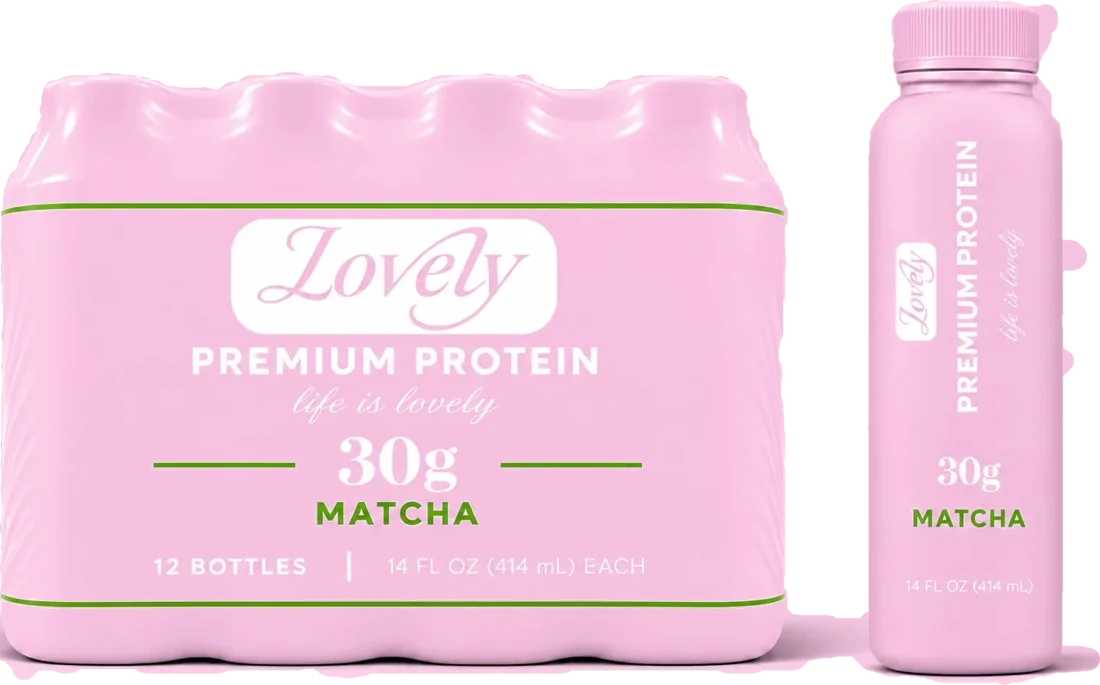 Lovely
PREMIUM PROTEIN
life is lovely
30g
MATCHA
12 BOTTLES | 14 FL OZ (414 mL) EACH
Lovely
PREMIUM PROTEIN
life is lovely
30g
MATCHA
14 FL OZ (414 mL)